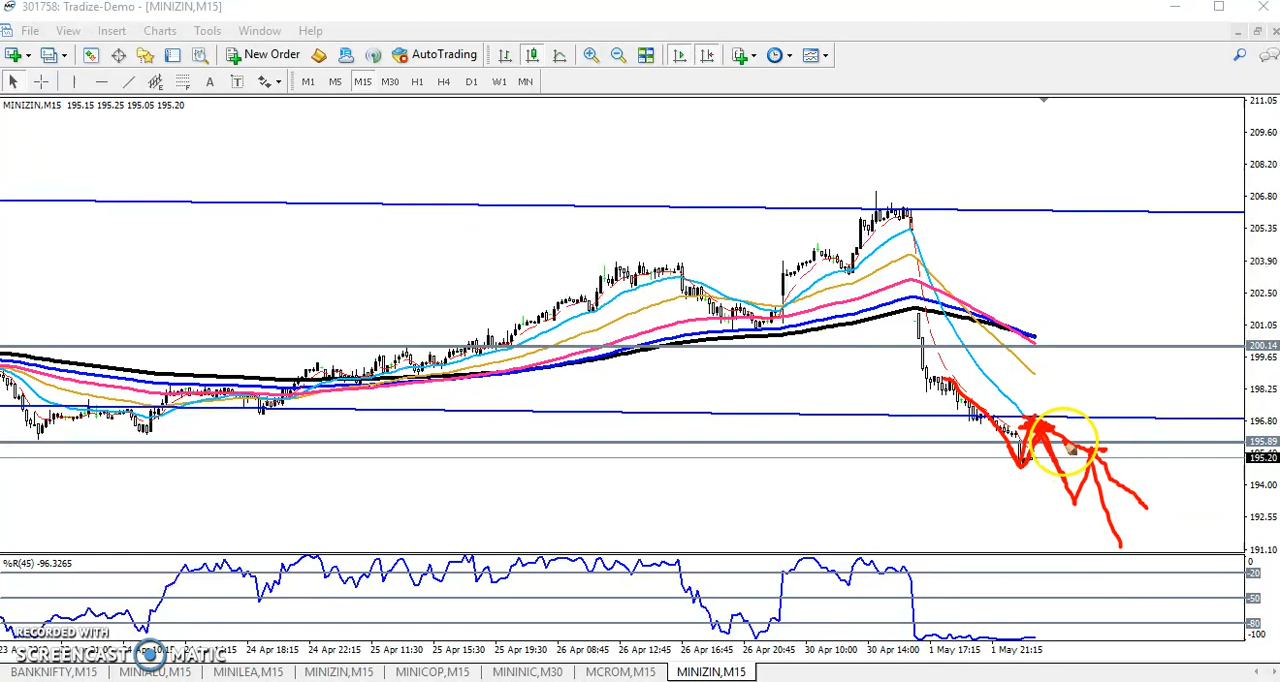 301758: Tradize-Demo - [MINIZIN,M15]
File View Insert Charts Tools Window Help
New Order AutoTrading
A T M1 M5 M15 M30 H1 H4 D1 W1 MN
MINIZIN,M15 195.15 195.25 195.05 195.20
211.05
209.60
208.20
206.80
205.35
203.90
202.50
201.05
200.14
199.65
198.25
196.80
195.89
195.20
194.00
192.55
191.10
%R(45) -96.3265
0
-20
-50
-80
-100
24 Apr 18:15 24 Apr 22:15 25 Apr 11:30 25 Apr 15:30 25 Apr 19:30 26 Apr 08:45 26 Apr 12:45 26 Apr 16:45 26 Apr 20:45 30 Apr 10:00 30 Apr 14:00 1 May 17:15 1 May 21:15
RECORDED WITH
SCREENCAST MATIC
BANKNIFTY,M15 MINIALU,M15 MINILEA,M15 MINIZIN,M15 MINICOP,M15 MININIC,M30 MCROM,M15 MINIZIN,M15